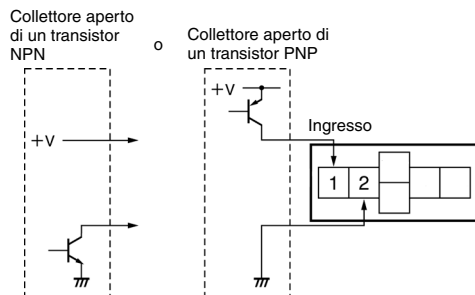 Collettore aperto
di un transistor
NPN
o
Collettore aperto di
un transistor PNP
+V
+V
Ingresso
1 2